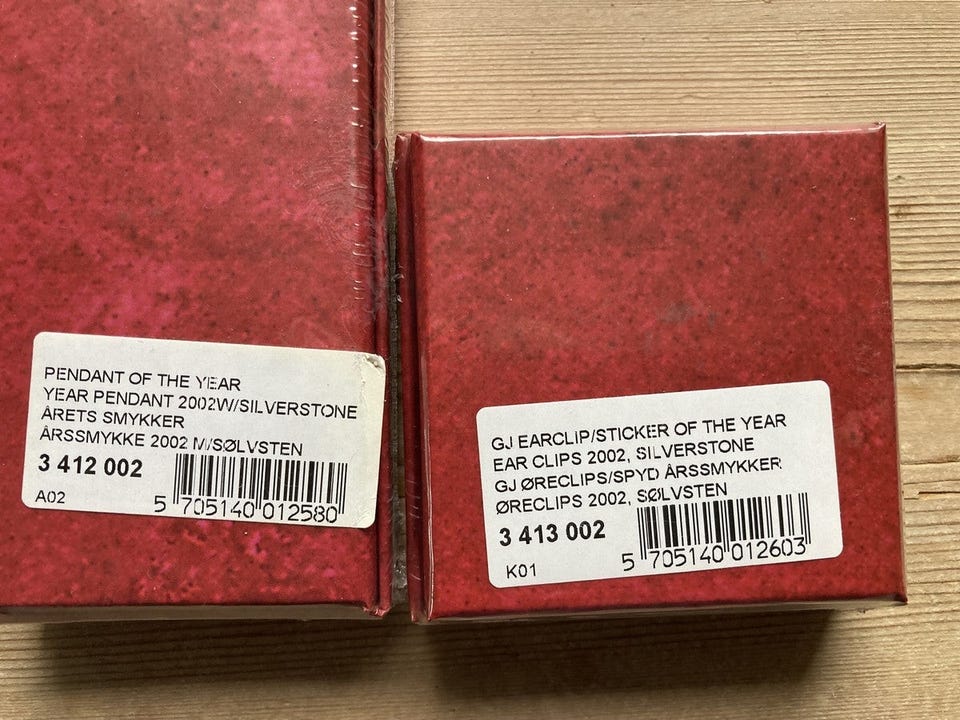 PENDANT OF THE YEAR
YEAR PENDANT 2002W/SILVERSTONE
ÅRETS SMYKKER
ÅRSSMYKKE 2002 M/SØLVSTEN
3 412 002
A02
5 705140 012580
GJ EARCLIP/STICKER OF THE YEAR
EAR CLIPS 2002, SILVERSTONE
GJ ØRECLIPS/SPYD ÅRSSMYKKER
ØRECLIPS 2002, SØLVSTEN
3 413 002
K01
5 705140 012603